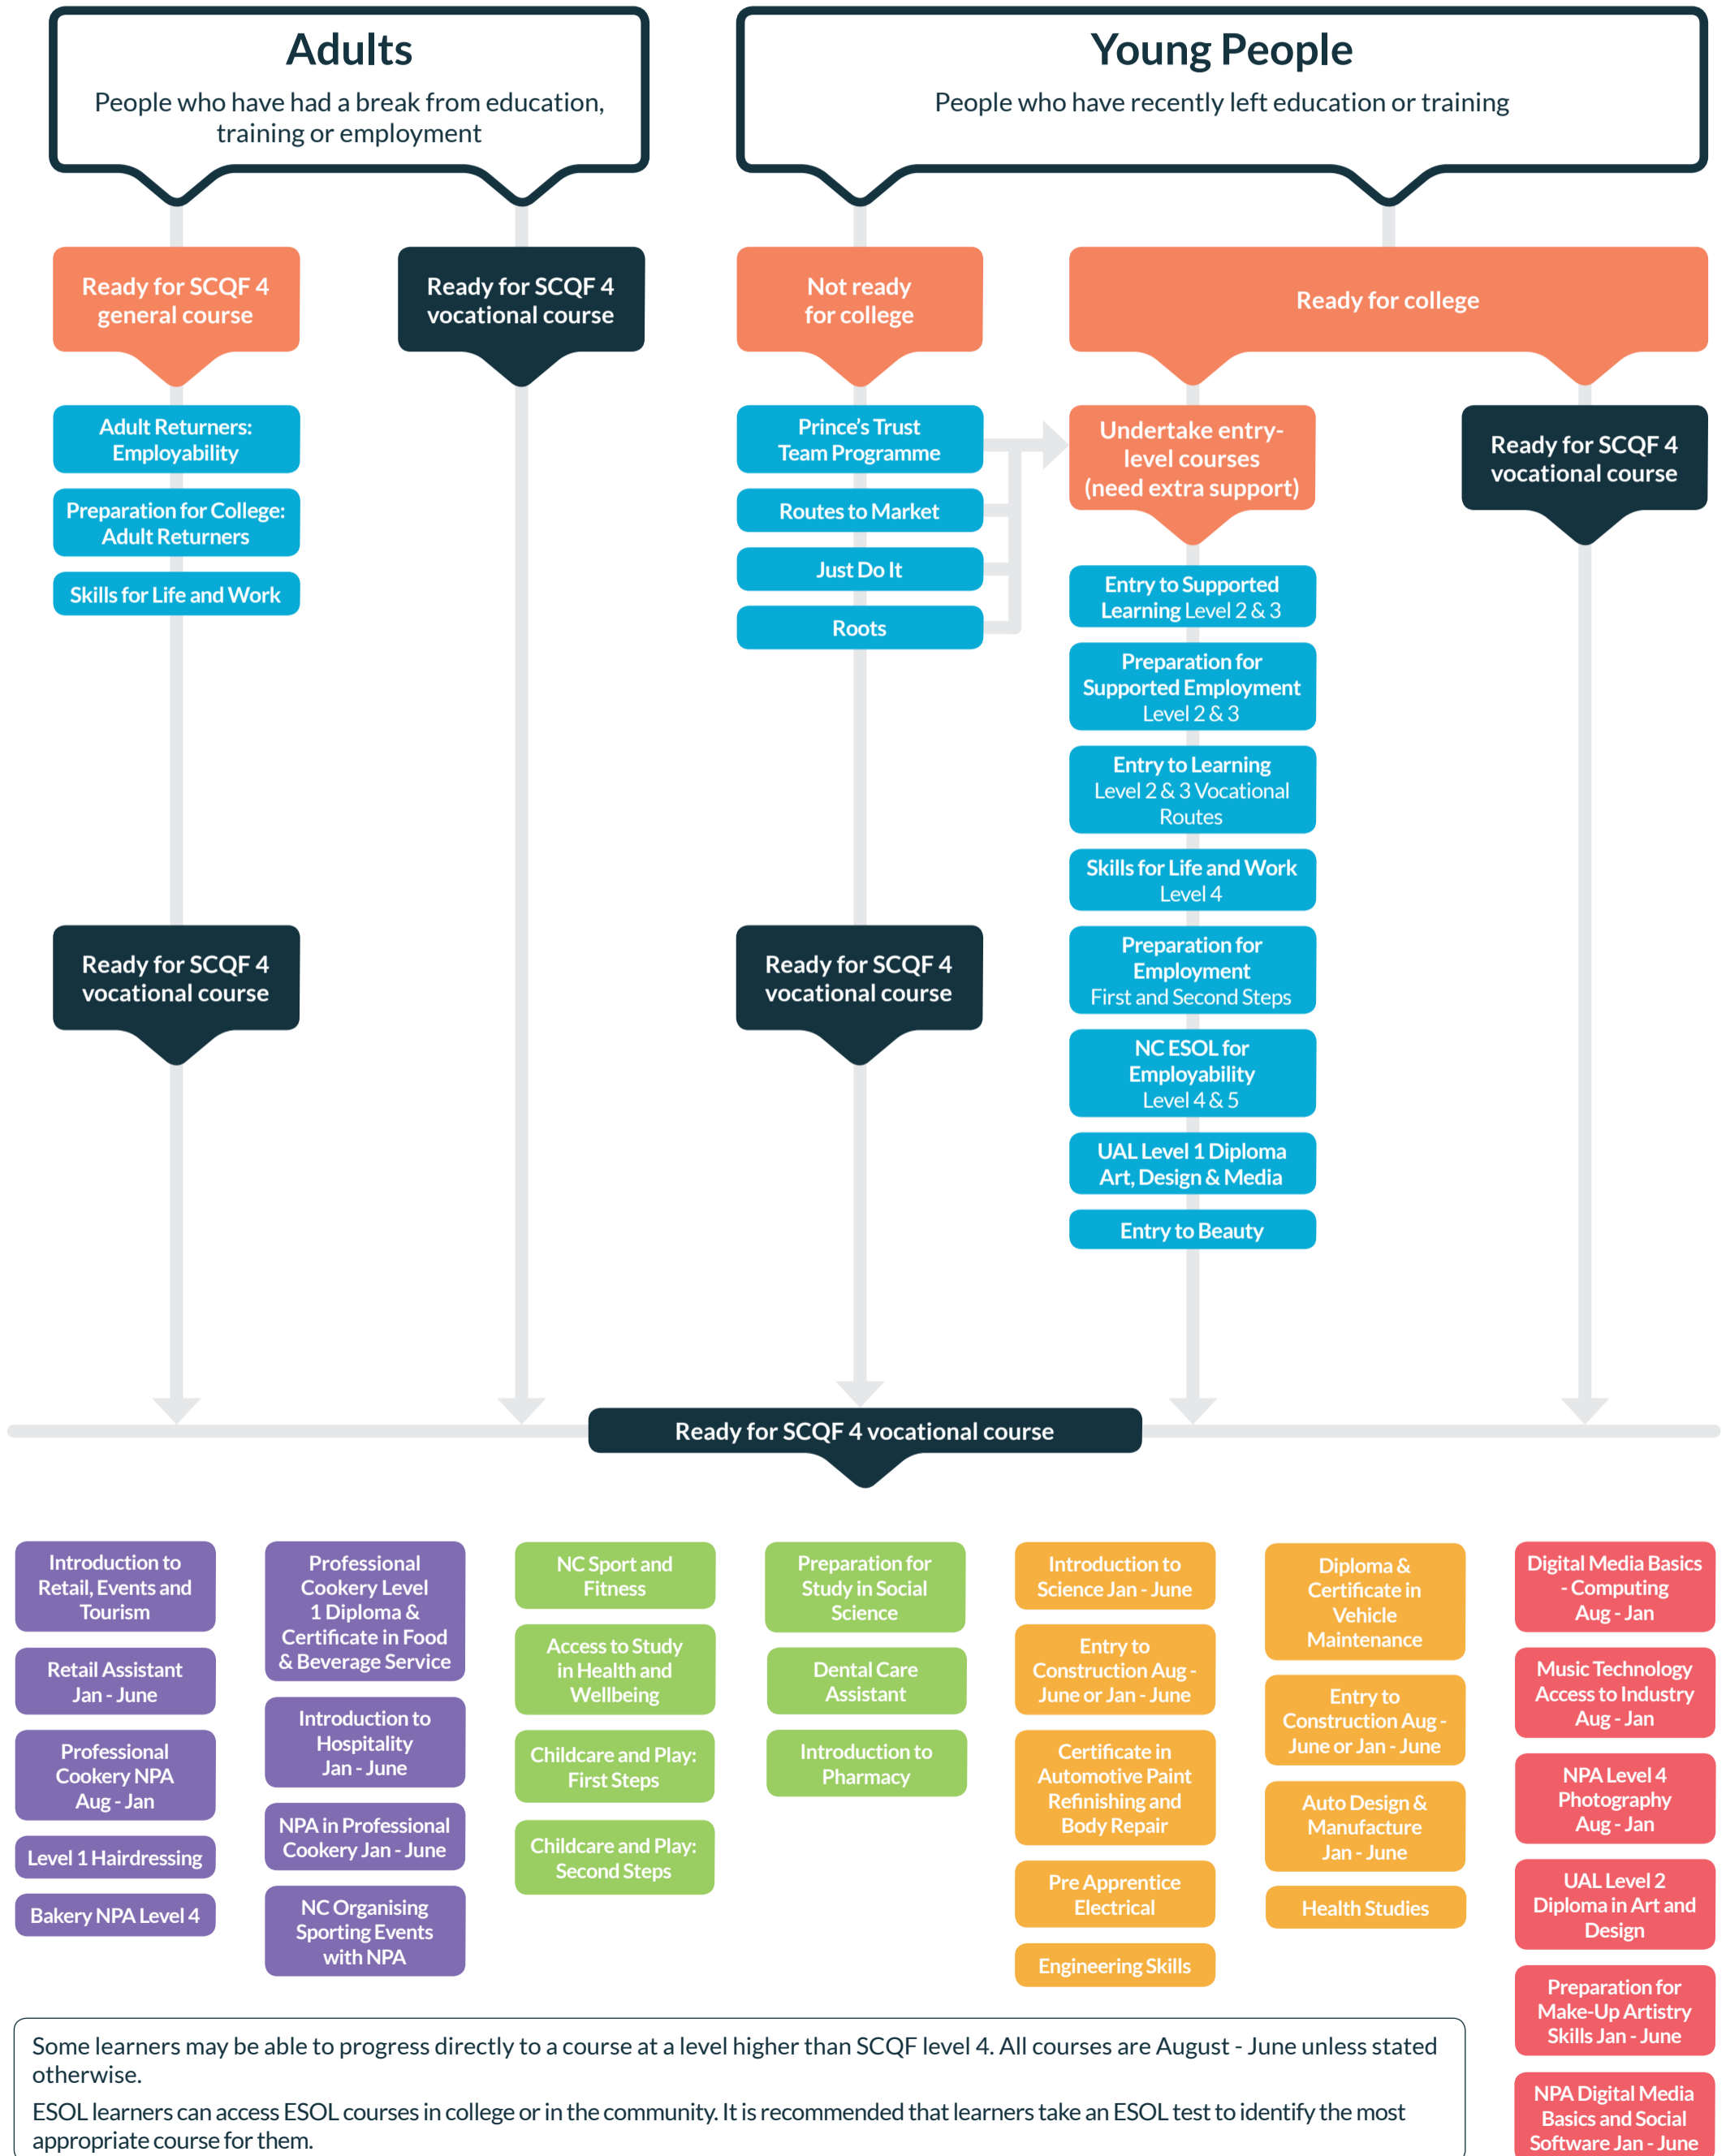 Adults
People who have had a break from education,
training or employment
Young People
People who have recently left education or training
Ready for SCQF 4
general course
Ready for SCQF 4
vocational course
Not ready
for college
Ready for college
Adult Returners:
Employability
Preparation for College:
Adult Returners
Skills for Life and Work
Ready for SCQF 4
vocational course
Prince's Trust
Team Programme
Routes to Market
Just Do It
Roots
Ready for SCQF 4
vocational course
Undertake entry-
level courses
(need extra support)
Entry to Supported
Learning Level 2 & 3
Preparation for
Supported Employment
Level 2 & 3
Entry to Learning
Level 2 & 3 Vocational
Routes
Skills for Life and Work
Level 4
Preparation for
Employment
First and Second Steps
NC ESOL for
Employability
Level 4 & 5
UAL Level 1 Diploma
Art, Design & Media
Entry to Beauty
Ready for SCQF 4
vocational course
Ready for SCQF 4 vocational course
Introduction to
Retail, Events and
Tourism
Retail Assistant
Jan - June
Professional
Cookery NPA
Aug - Jan
Level 1 Hairdressing
Bakery NPA Level 4
Professional
Cookery Level
1 Diploma &
Certificate in Food
& Beverage Service
Introduction to
Hospitality
Jan - June
NPA in Professional
Cookery Jan - June
NC Organising
Sporting Events
with NPA
NC Sport and
Fitness
Access to Study
in Health and
Wellbeing
Childcare and Play:
First Steps
Childcare and Play:
Second Steps
Preparation for
Study in Social
Science
Dental Care
Assistant
Introduction to
Pharmacy
Introduction to
Science Jan - June
Entry to
Construction Aug -
June or Jan - June
Certificate in
Automotive Paint
Refinishing and
Body Repair
Pre Apprentice
Electrical
Engineering Skills
Diploma &
Certificate in
Vehicle
Maintenance
Entry to
Construction Aug -
June or Jan - June
Auto Design &
Manufacture
Jan - June
Health Studies
Digital Media Basics
- Computing
Aug - Jan
Music Technology
Access to Industry
Aug - Jan
NPA Level 4
Photography
Aug - Jan
UAL Level 2
Diploma in Art and
Design
Preparation for
Make-Up Artistry
Skills Jan - June
NPA Digital Media
Basics and Social
Software Jan - June
Some learners may be able to progress directly to a course at a level higher than SCQF level 4. All courses are August - June unless stated
otherwise.
ESOL learners can access ESOL courses in college or in the community. It is recommended that learners take an ESOL test to identify the most
appropriate course for them.